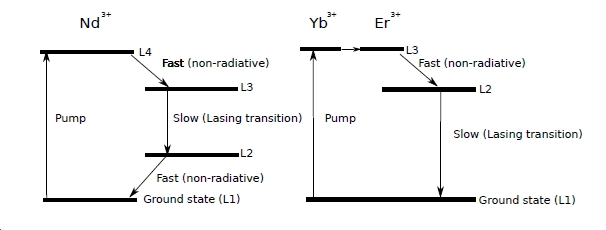 Nd3+
L4
Fast (non-radiative)
L3
Pump
Slow (Lasing transition)
L2
Fast (non-radiative)
Ground state (L1)
Yb3+ Er3+
L3
Fast (non-radiative)
L2
Pump
Slow (Lasing transition)
Ground state (L1)